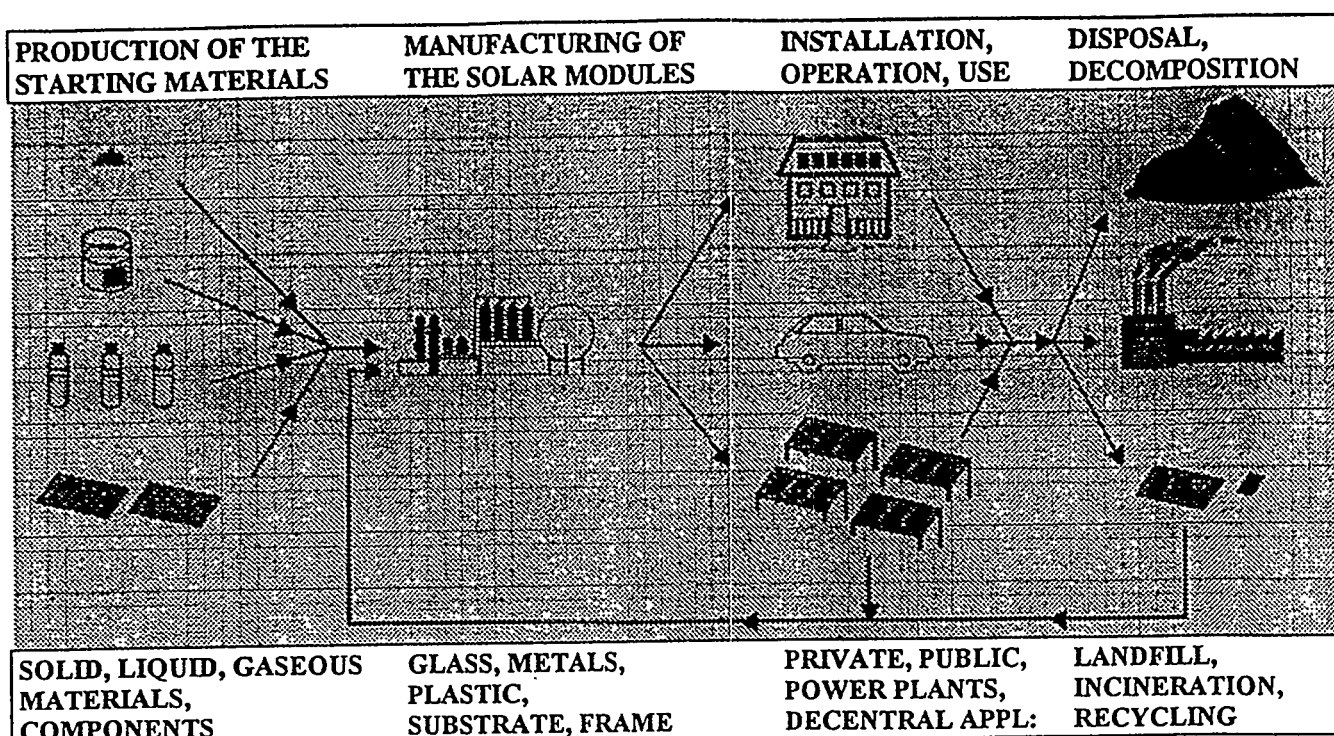 PRODUCTION OF THE
STARTING MATERIALS
MANUFACTURING OF
THE SOLAR MODULES
INSTALLATION,
OPERATION, USE
DISPOSAL,
DECOMPOSITION
SOLID, LIQUID, GASEOUS
MATERIALS,
COMPONENTS
GLASS, METALS,
PLASTIC,
SUBSTRATE, FRAME
PRIVATE, PUBLIC,
POWER PLANTS,
DECENTRAL APPL:
LANDFILL,
INCINERATION,
RECYCLING